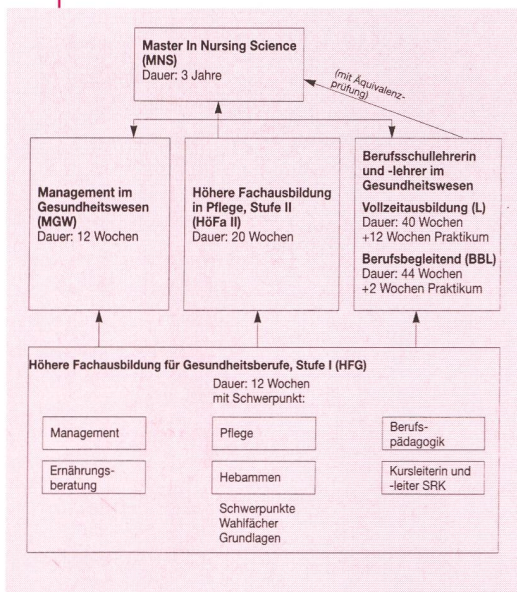 Master In Nursing Science
(MNS)
Dauer: 3 Jahre
(mit Äquivalenz-
prüfung)
Management im
Gesundheitswesen
(MGW)
Dauer: 12 Wochen
Höhere Fachausbildung
in Pflege, Stufe II
(HöFa II)
Dauer: 20 Wochen
Berufsschullehrerin
und -lehrer im
Gesundheitswesen
Vollzeitausbildung (L)
Dauer: 40 Wochen
+12 Wochen Praktikum
Berufsbegleitend (BBL)
Dauer: 44 Wochen
+2 Wochen Praktikum
Höhere Fachausbildung für Gesundheitsberufe, Stufe I (HFG)
Dauer: 12 Wochen
mit Schwerpunkt:
Management
Pflege
Berufs-
pädagogik
Ernährungs-
beratung
Hebammen
Kursleiterin und
-leiter SRK
Schwerpunkte
Wahlfächer
Grundlagen